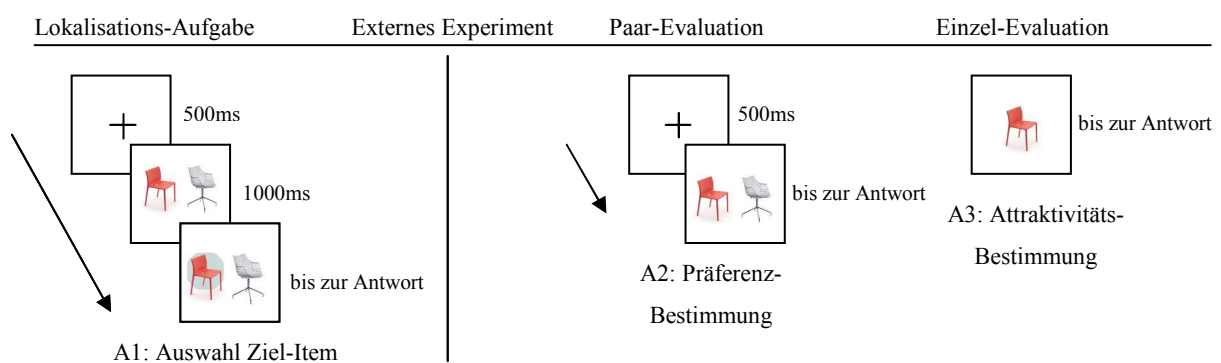 Lokalisations-Aufgabe
Externes Experiment
Paar-Evaluation
Einzel-Evaluation
500ms
1000ms
bis zur Antwort
A1: Auswahl Ziel-Item
500ms
bis zur Antwort
A2: Präferenz-
Bestimmung
bis zur Antwort
A3: Attraktivitäts-
Bestimmung